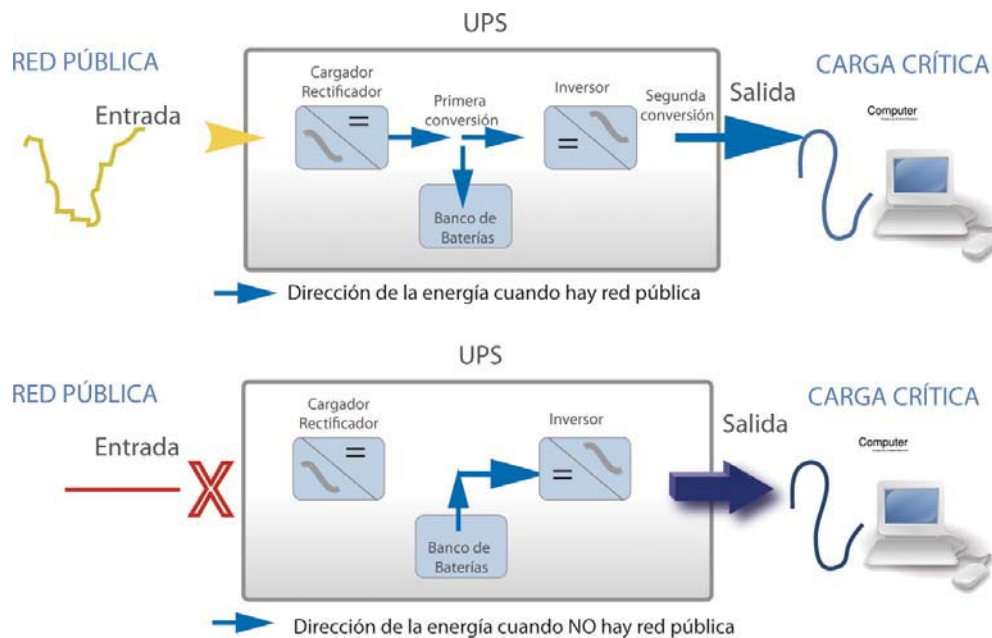 UPS
RED PÚBLICA
CARGA CRÍTICA
Entrada
Cargador
Rectificador
Primera
conversión
Inversor
Segunda
conversión
Salida
Computer
Banco de
Baterías
Dirección de la energía cuando hay red pública
UPS
RED PÚBLICA
CARGA CRÍTICA
Entrada
X
Cargador
Rectificador
Inversor
Salida
Computer
Banco de
Baterías
Dirección de la energía cuando NO hay red pública